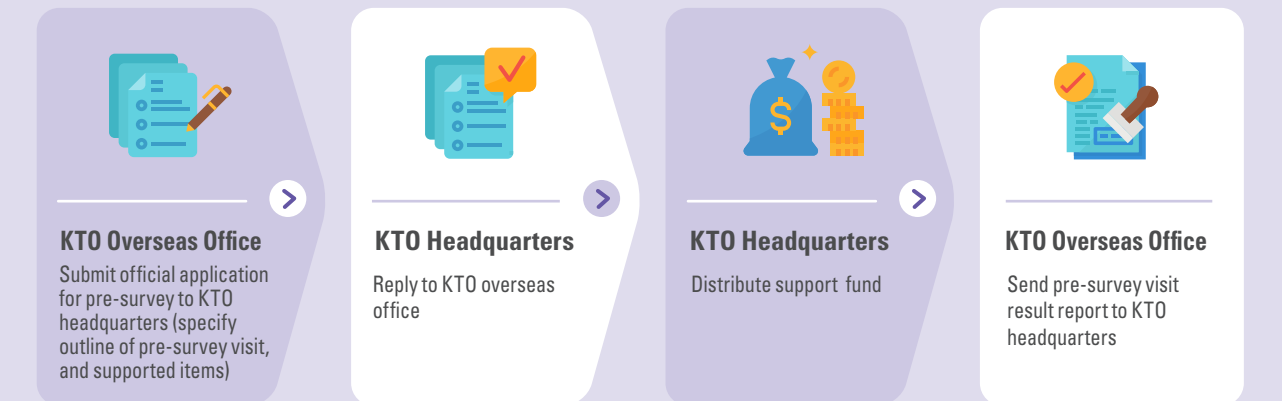 KTO Overseas Office
Submit official application
for pre-survey to KTO
headquarters (specify
outline of pre-survey visit,
and supported items)
KTO Headquarters
Reply to KTO overseas
office
$
KTO Headquarters
Distribute support fund
KTO Overseas Office
Send pre-survey visit
result report to KTO
headquarters